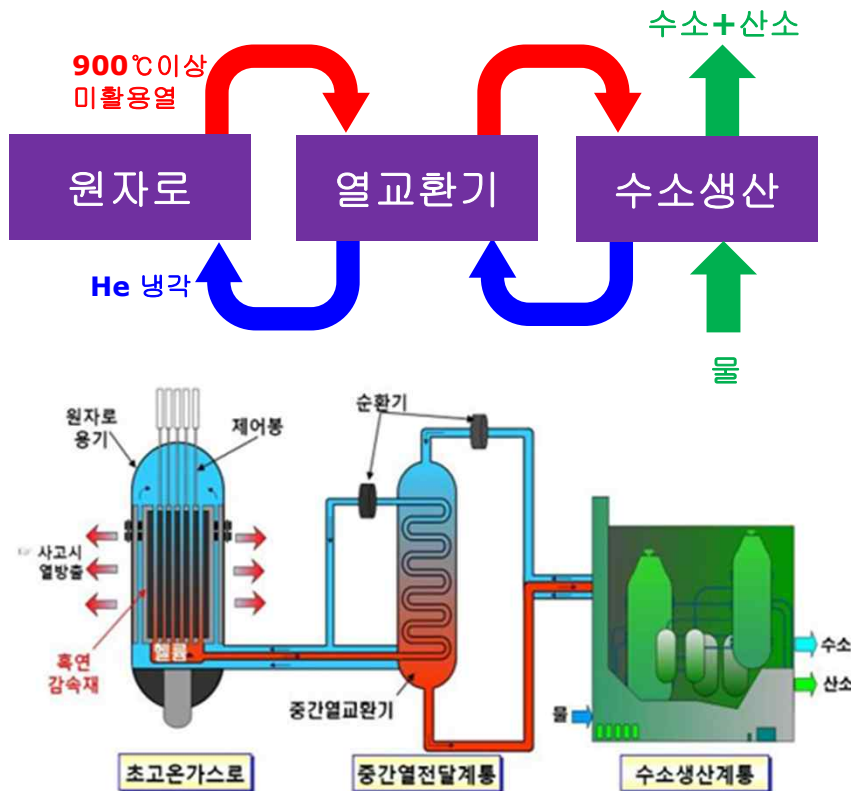 수소+산소
900℃이상
미활용열
원자로
열교환기
수소생산
He 냉각
물
원자로
용기
제어봉
순환기
☞ 사고시
열방출
흑연
감속재
헬륨
중간열교환기
수소
산소
물
초고온가스로
중간열전달계통
수소생산계통